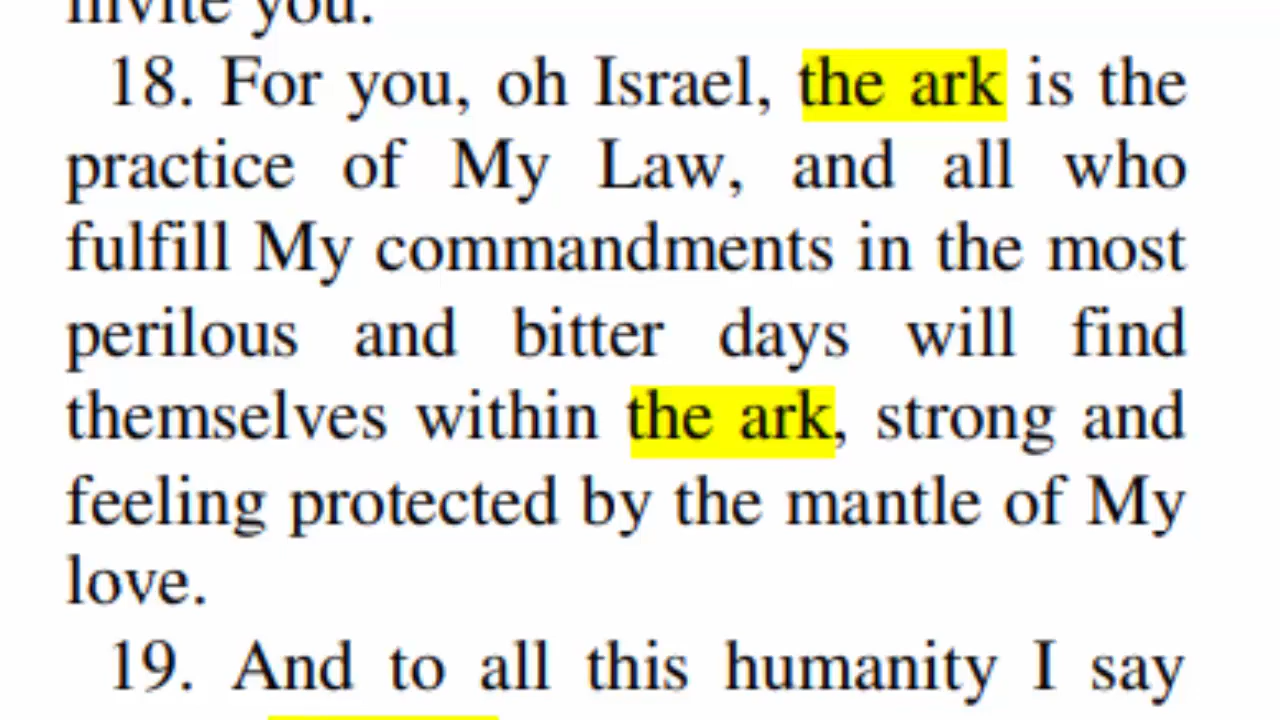 invite you.
18. For you, oh Israel, the ark is the
practice of My Law, and all who
fulfill My commandments in the most
perilous and bitter days will find
themselves within the ark, strong and
feeling protected by the mantle of My
love.
19. And to all this humanity I say